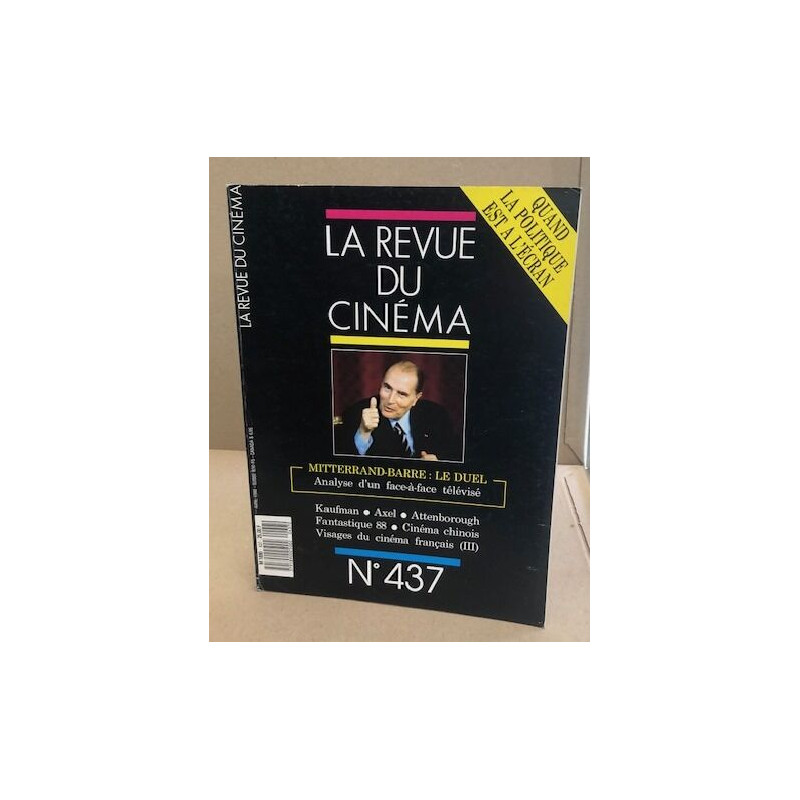 LA REVUE DU CINÉMA
QUAND
LA POLITIQUE
EST A L'ÉCRAN
LA REVUE
DU
CINÉMA
MITTERRAND-BARRE : LE DUEL
Analyse d'un face-à-face télévisé
Kaufman • Axel • Attenborough
Fantastique 88 • Cinéma chinois
Visages du cinéma français (III)
N° 437